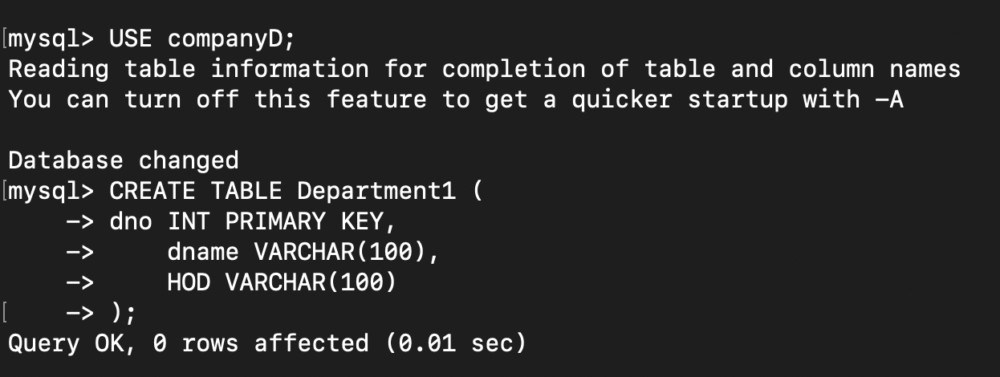 mysql> USE companyD;
Reading table information for completion of table and column names
You can turn off this feature to get a quicker startup with -A
Database changed
mysql> CREATE TABLE Department1 (
    -> dno INT PRIMARY KEY,
    ->     dname VARCHAR(100),
    ->     HOD VARCHAR(100)
    -> );
Query OK, 0 rows affected (0.01 sec)